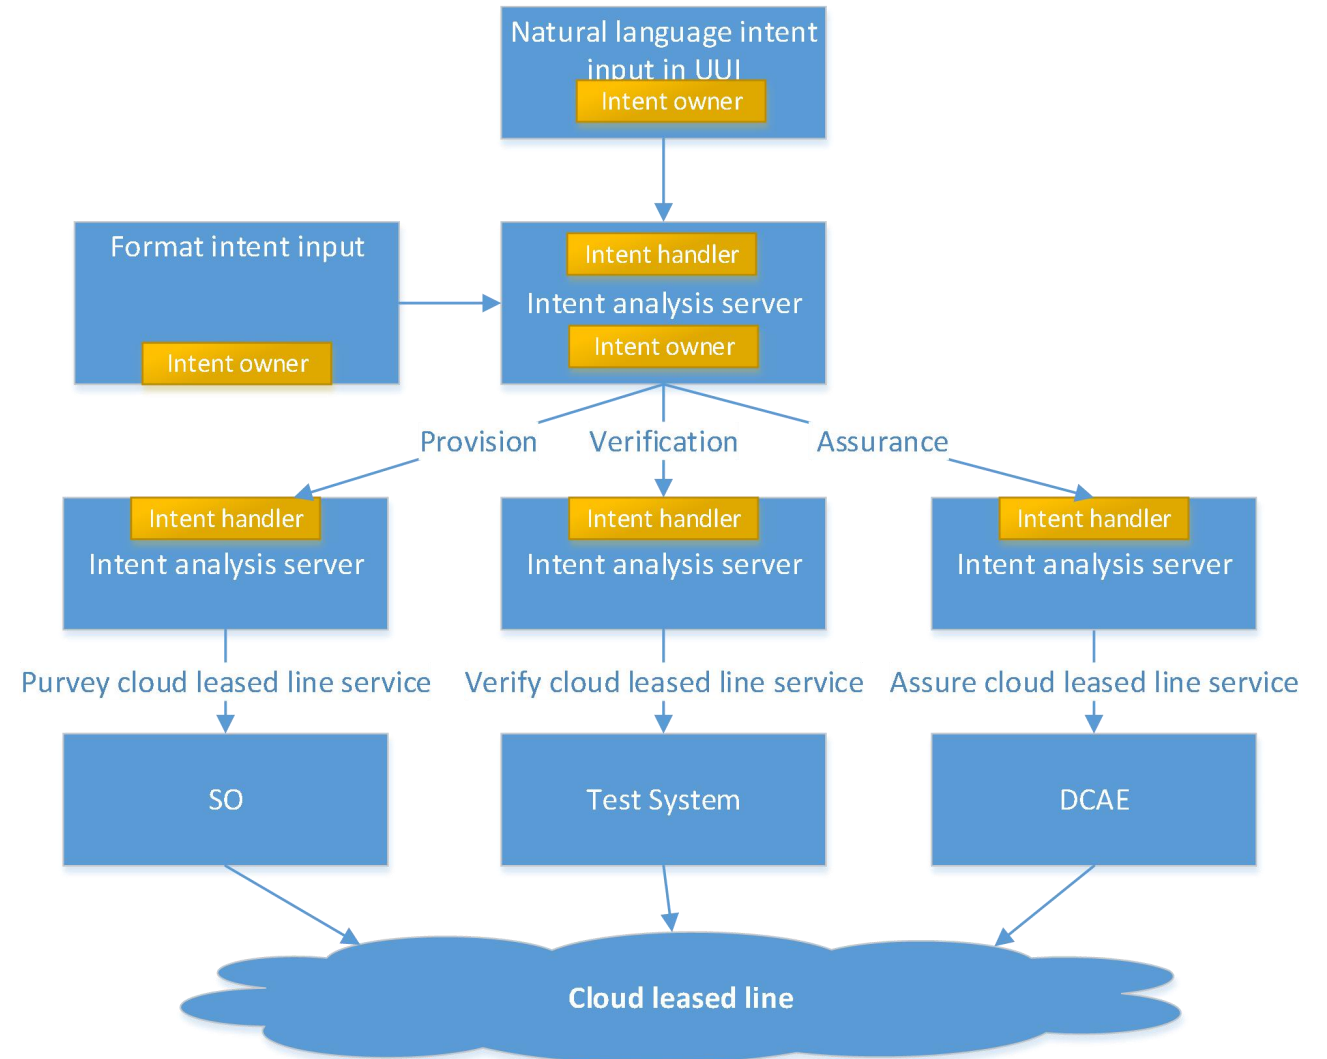 Natural language intent
input in UUI
Intent owner
Format intent input
Intent owner
Intent handler
Intent analysis server
Intent owner
Provision
Verification
Assurance
Intent handler
Intent analysis server
Intent handler
Intent analysis server
Intent handler
Intent analysis server
Purvey cloud leased line service
Verify cloud leased line service
Assure cloud leased line service
SO
Test System
DCAE
Cloud leased line